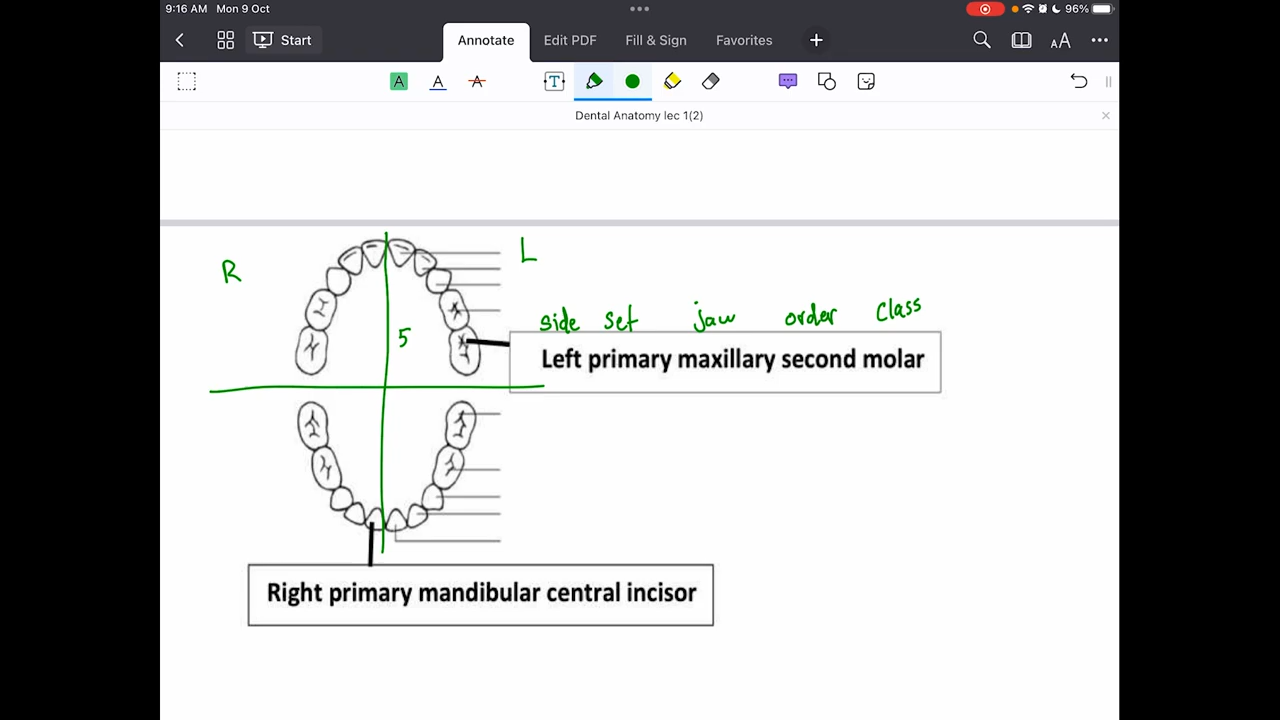 9:16 AM Mon 9 Oct
96%
Start
Annotate
Edit PDF
Fill & Sign
Favorites
AA
A A A T
Dental Anatomy lec 1(2)
R
L
side set jaw order class
5
Left primary maxillary second molar
Right primary mandibular central incisor